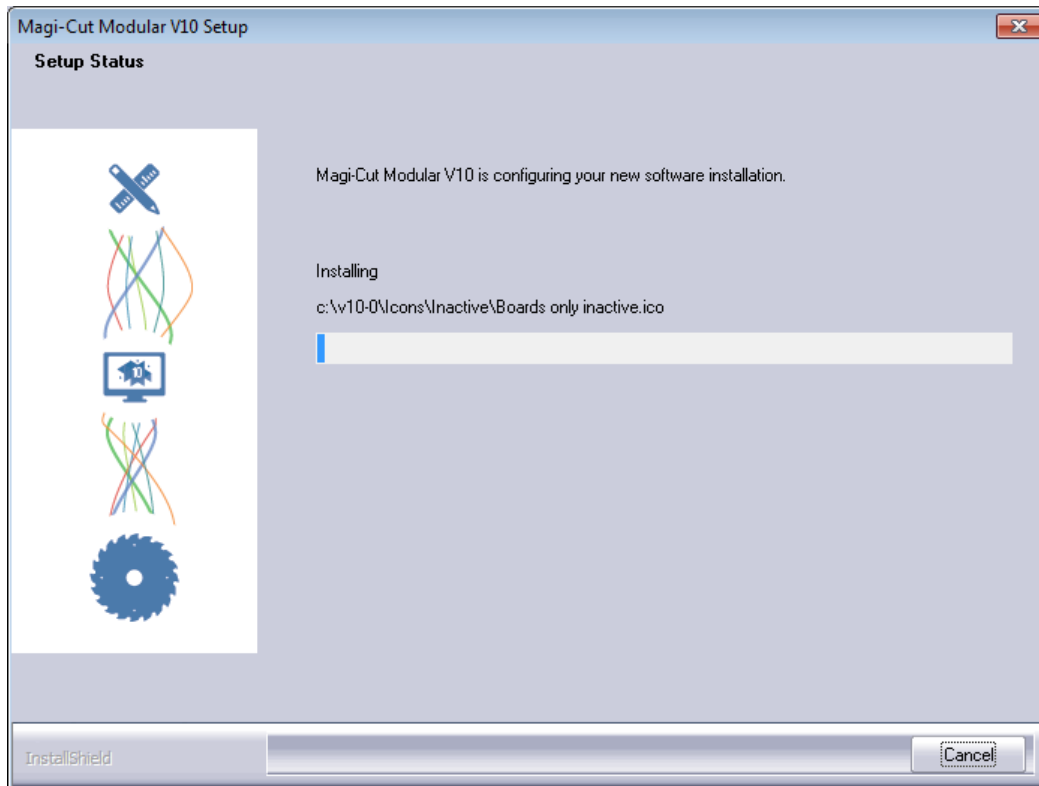 Magi-Cut Modular V10 Setup
Setup Status
Magi-Cut Modular V10 is configuring your new software installation.
Installing
c:\v10-0\Icons\Inactive\Boards only inactive.ico
10
InstallShield
Cancel